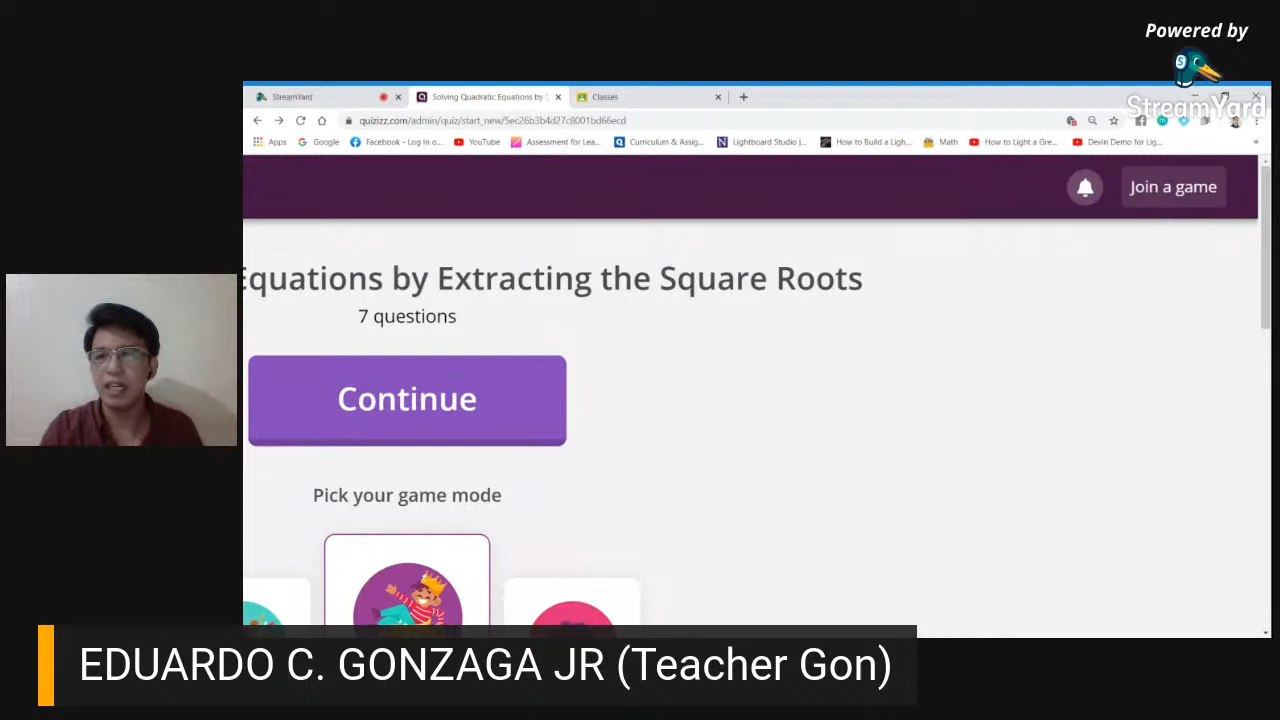 Powered by
StreamYard
StreamYard
Solving Quadratic Equations by
Classes
quizizz.com/admin/quiz/start_new/5ec26b3b4d27c8001bd66ecd
Apps
Google
Facebook - Log In o...
YouTube
Assessment for Lea...
Curriculum & Assig...
Lightboard Studio |...
How to Build a Ligh...
Math
How to Light a Gre...
Devin Demo for Lig...
Join a game
Equations by Extracting the Square Roots
7 questions
Continue
Pick your game mode
EDUARDO C. GONZAGA JR (Teacher Gon)